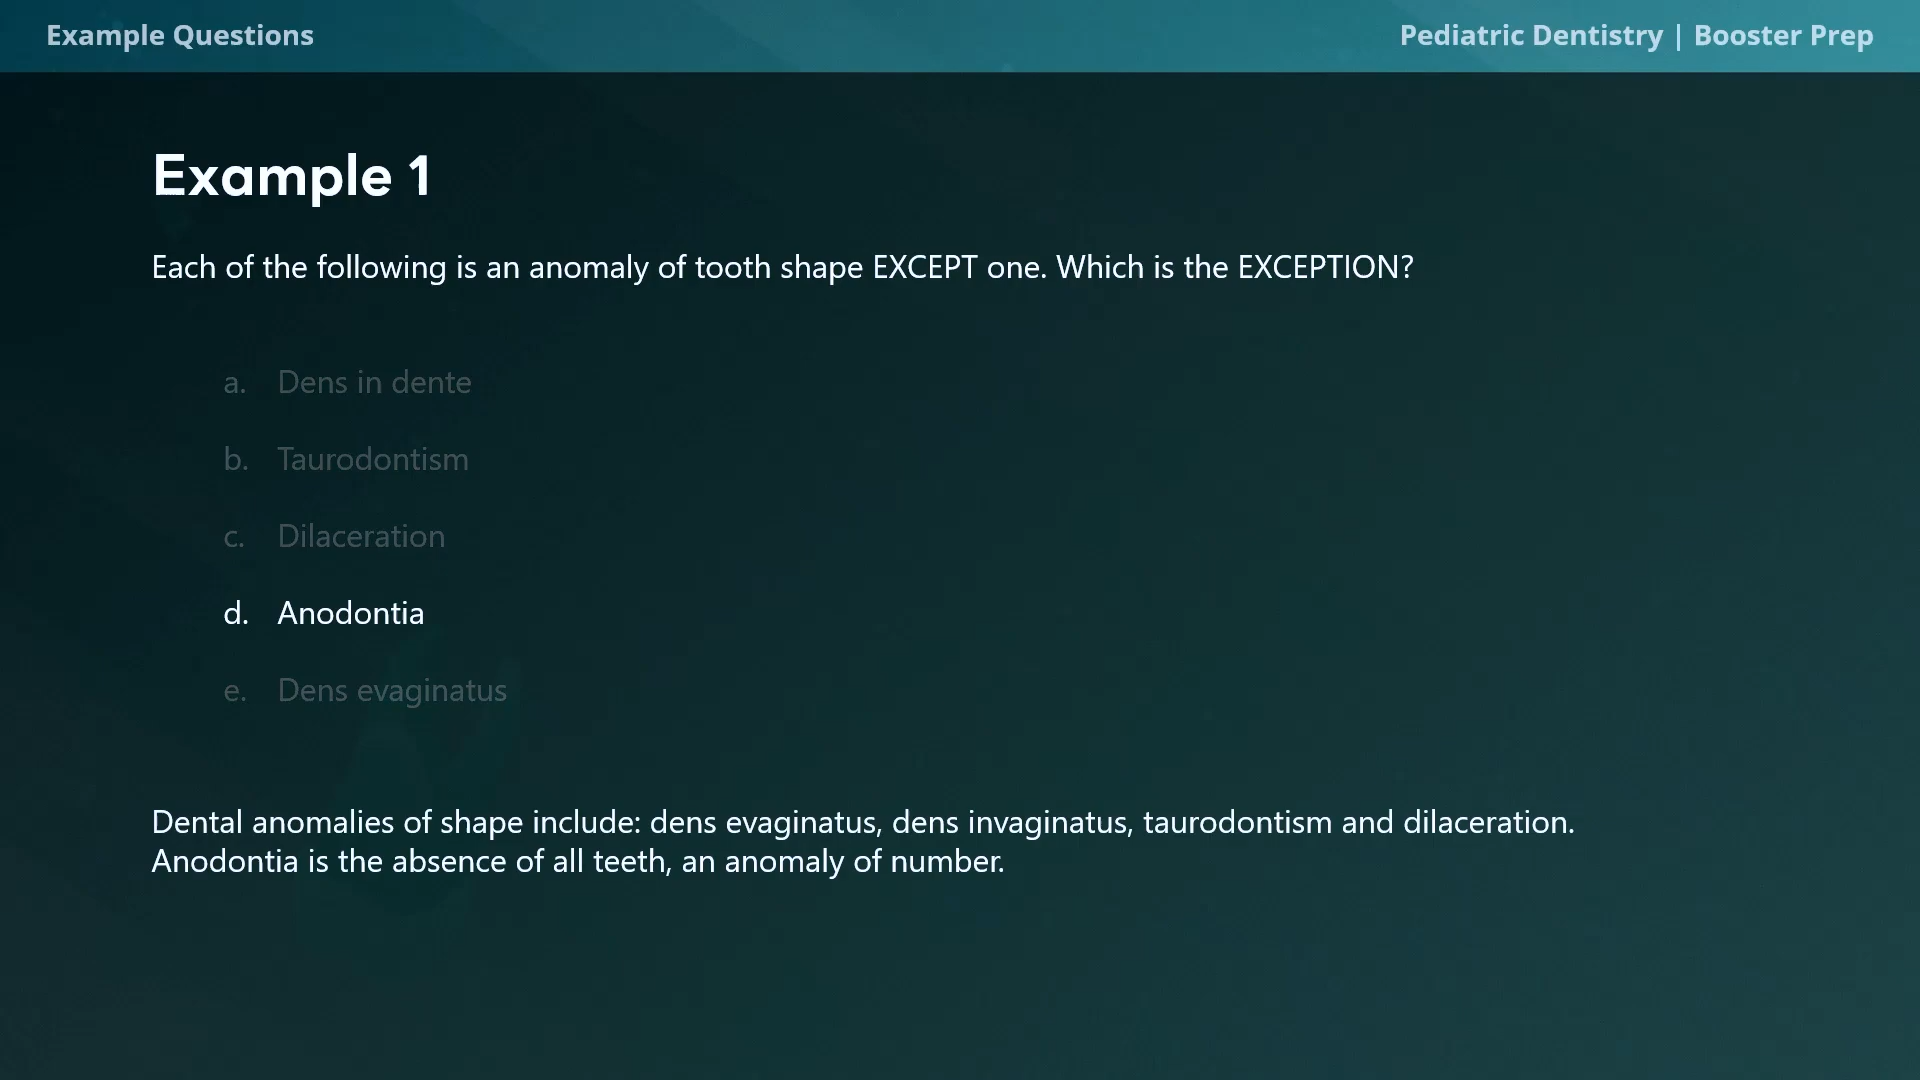 Example Questions
Pediatric Dentistry | Booster Prep
Example 1
Each of the following is an anomaly of tooth shape EXCEPT one. Which is the EXCEPTION?
a. Dens in dente
b. Taurodontism
c. Dilaceration
d. Anodontia
e. Dens evaginatus
Dental anomalies of shape include: dens evaginatus, dens invaginatus, taurodontism and dilaceration.
Anodontia is the absence of all teeth, an anomaly of number.